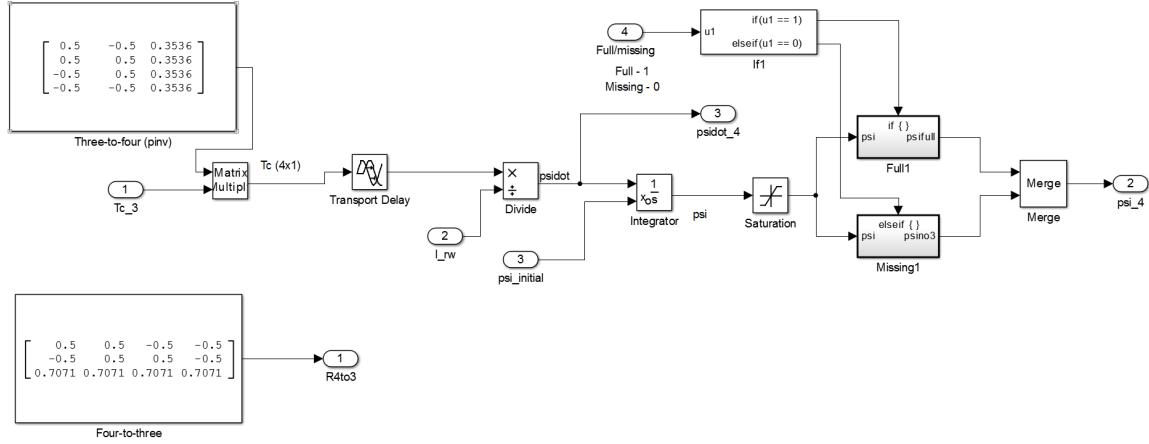 0.5 -0.5 0.3536
0.5 0.5 0.3536
-0.5 0.5 0.3536
-0.5 -0.5 0.3536
Three-to-four (pinv)
1
Tc_3
Matrix
Multipl
Tc (4x1)
Transport Delay
×
÷
Divide
2
I_rw
psidot
3
psi_initial
1
s
xo
Integrator
psi
Saturation
3
psidot_4
4
Full/missing
Full - 1
Missing - 0
u1
if(u1 == 1)
elseif(u1 == 0)
If1
if { }
psi psifull
Full1
elseif { }
psi psino3
Missing1
Merge
Merge
2
psi_4
0.5 0.5 -0.5 -0.5
-0.5 0.5 0.5 -0.5
0.7071 0.7071 0.7071 0.7071
Four-to-three
1
R4to3